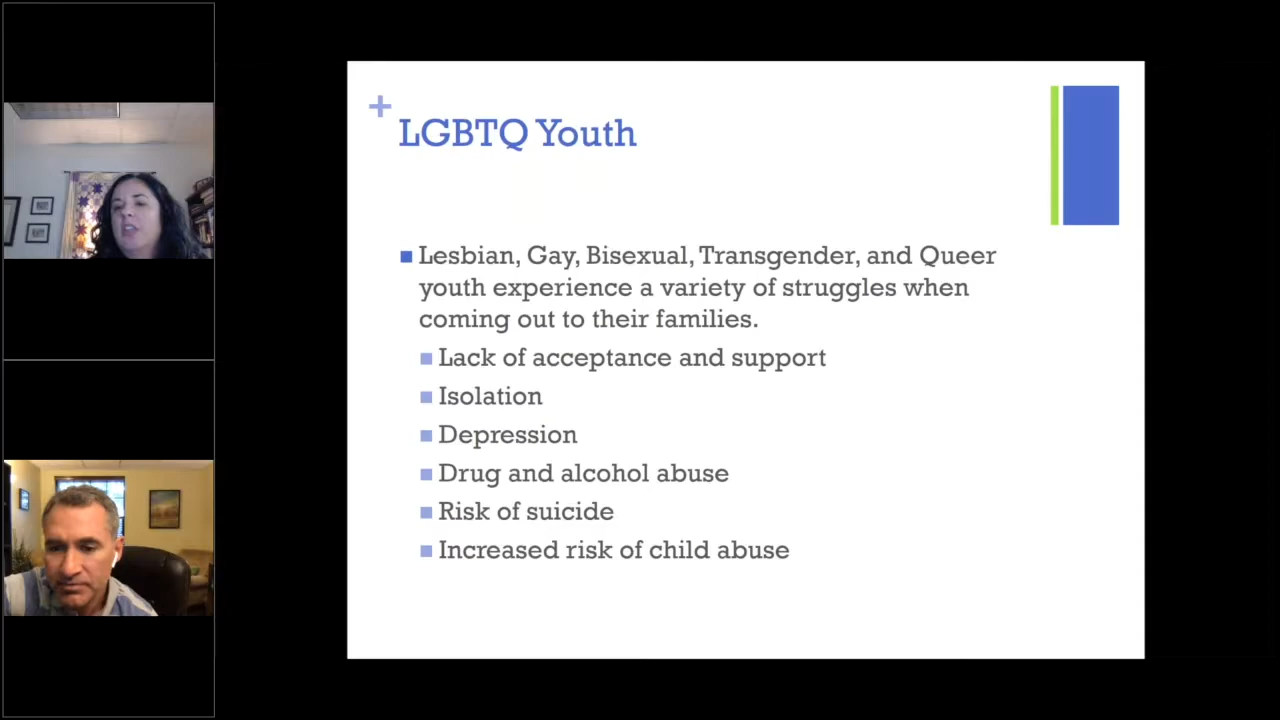 +
LGBTQ Youth
Lesbian, Gay, Bisexual, Transgender, and Queer
youth experience a variety of struggles when
coming out to their families.
Lack of acceptance and support
Isolation
Depression
Drug and alcohol abuse
Risk of suicide
Increased risk of child abuse